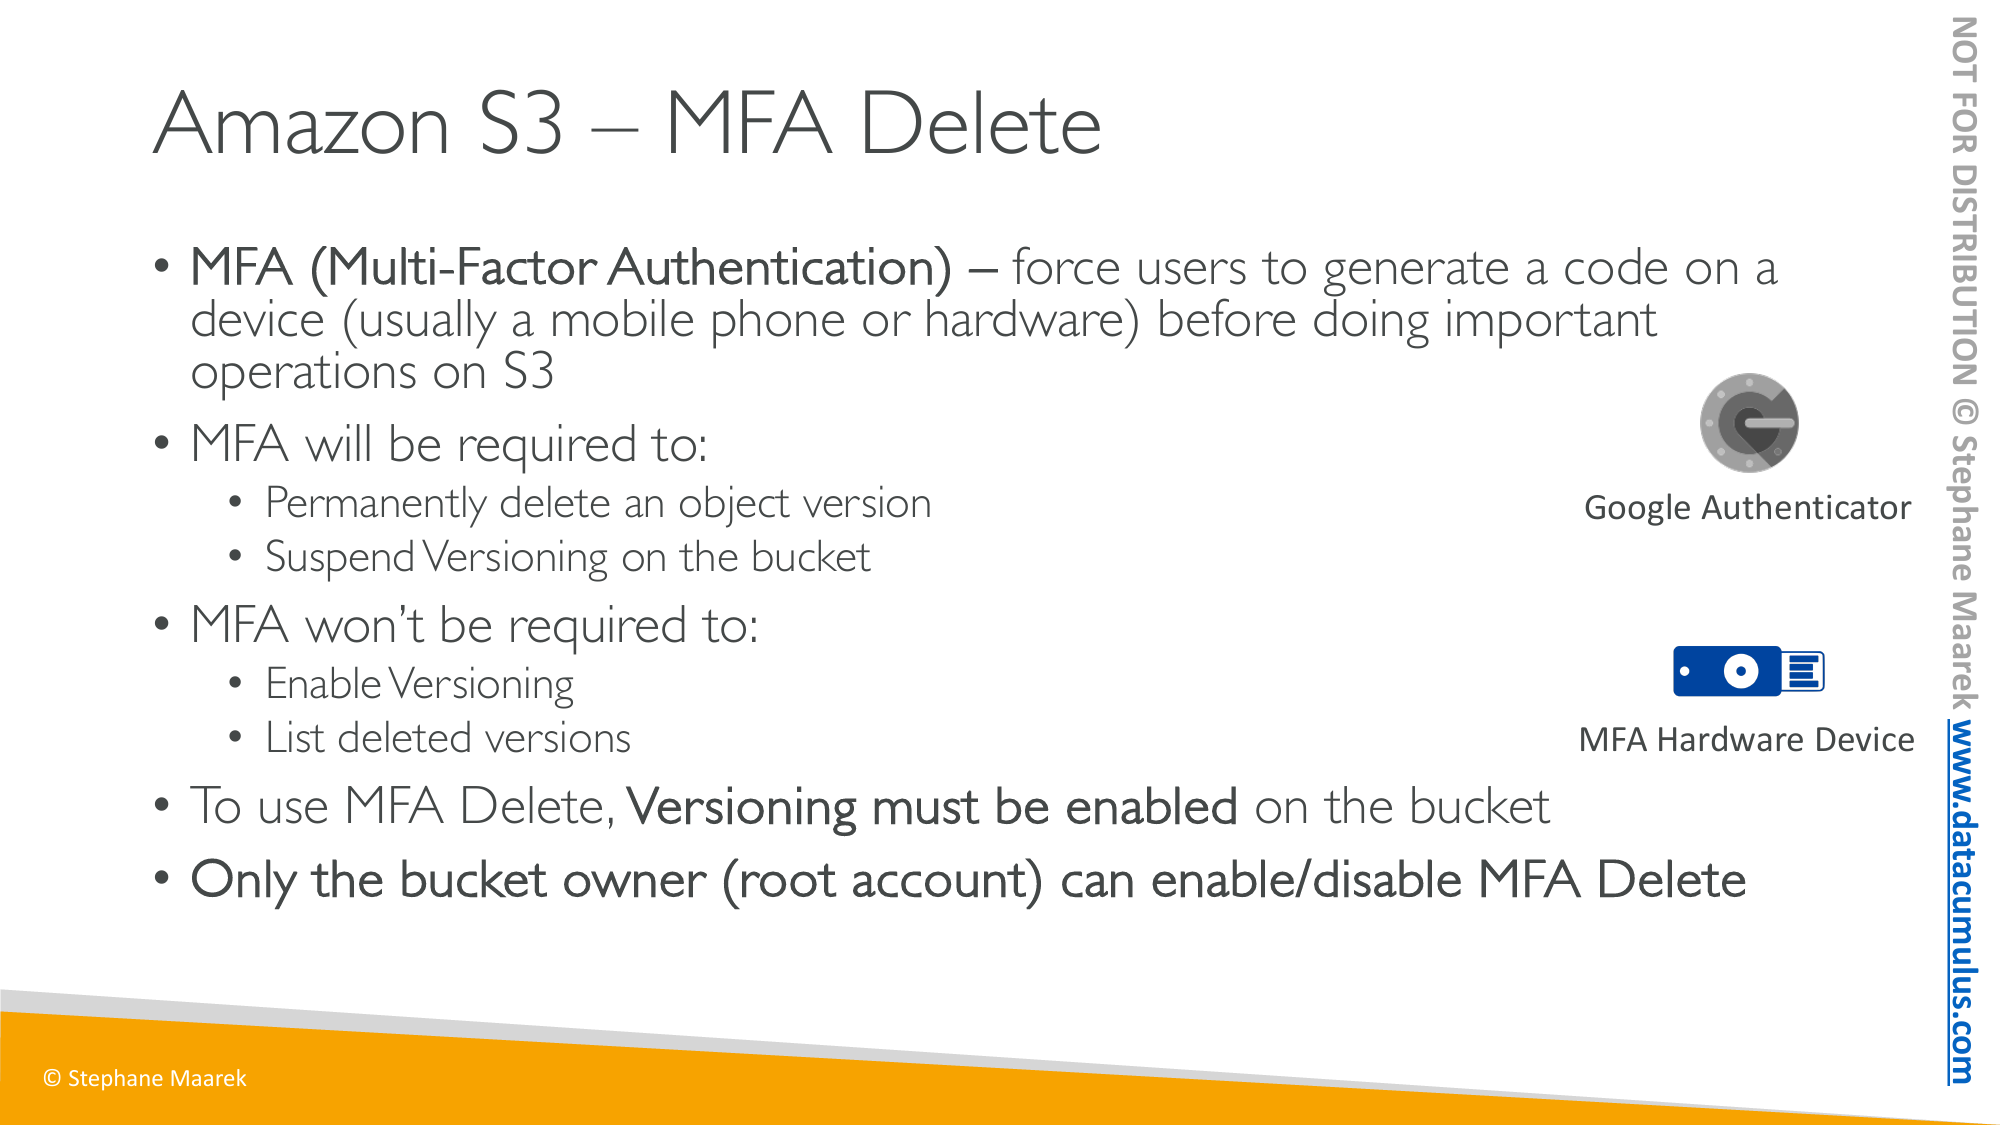 Amazon S3 – MFA Delete
• MFA (Multi-Factor Authentication) – force users to generate a code on a
device (usually a mobile phone or hardware) before doing important
operations on S3
• MFA will be required to:
• Permanently delete an object version
• Suspend Versioning on the bucket
• MFA won’t be required to:
• Enable Versioning
• List deleted versions
• To use MFA Delete, Versioning must be enabled on the bucket
• Only the bucket owner (root account) can enable/disable MFA Delete
Google Authenticator
MFA Hardware Device
© Stephane Maarek
NOT FOR DISTRIBUTION © Stephane Maarek www.datacumulus.com